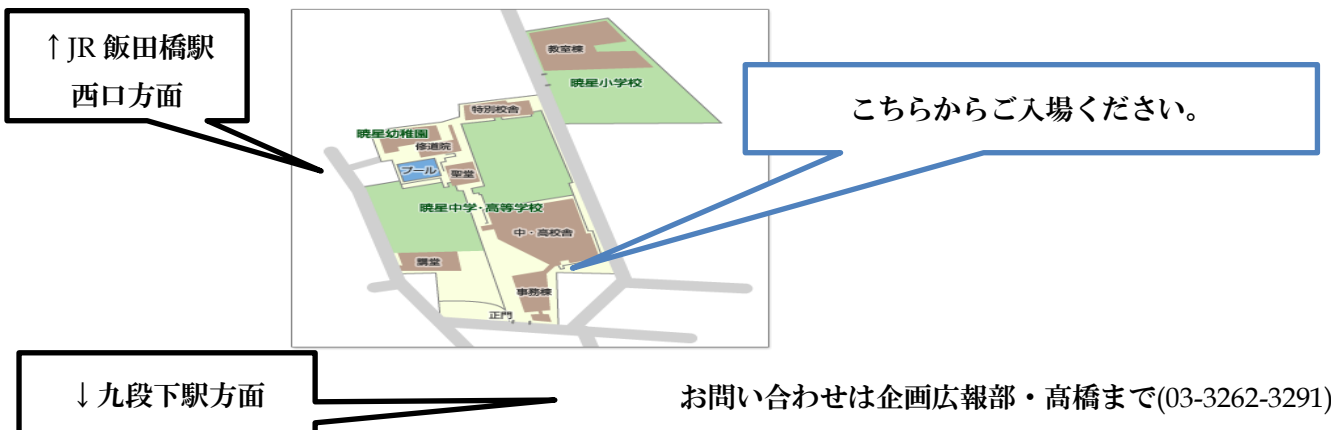 ↑JR 飯田橋駅
西口方面
教室棟
暁星小学校
こちらからご入場ください。
特別校舎
暁星幼稚園
修道院
プール
聖堂
暁星中学・高等学校
中・高校舎
講堂
事務棟
正門
↓九段下駅方面
お問い合わせは企画広報部・髙橋まで(03-3262-3291)